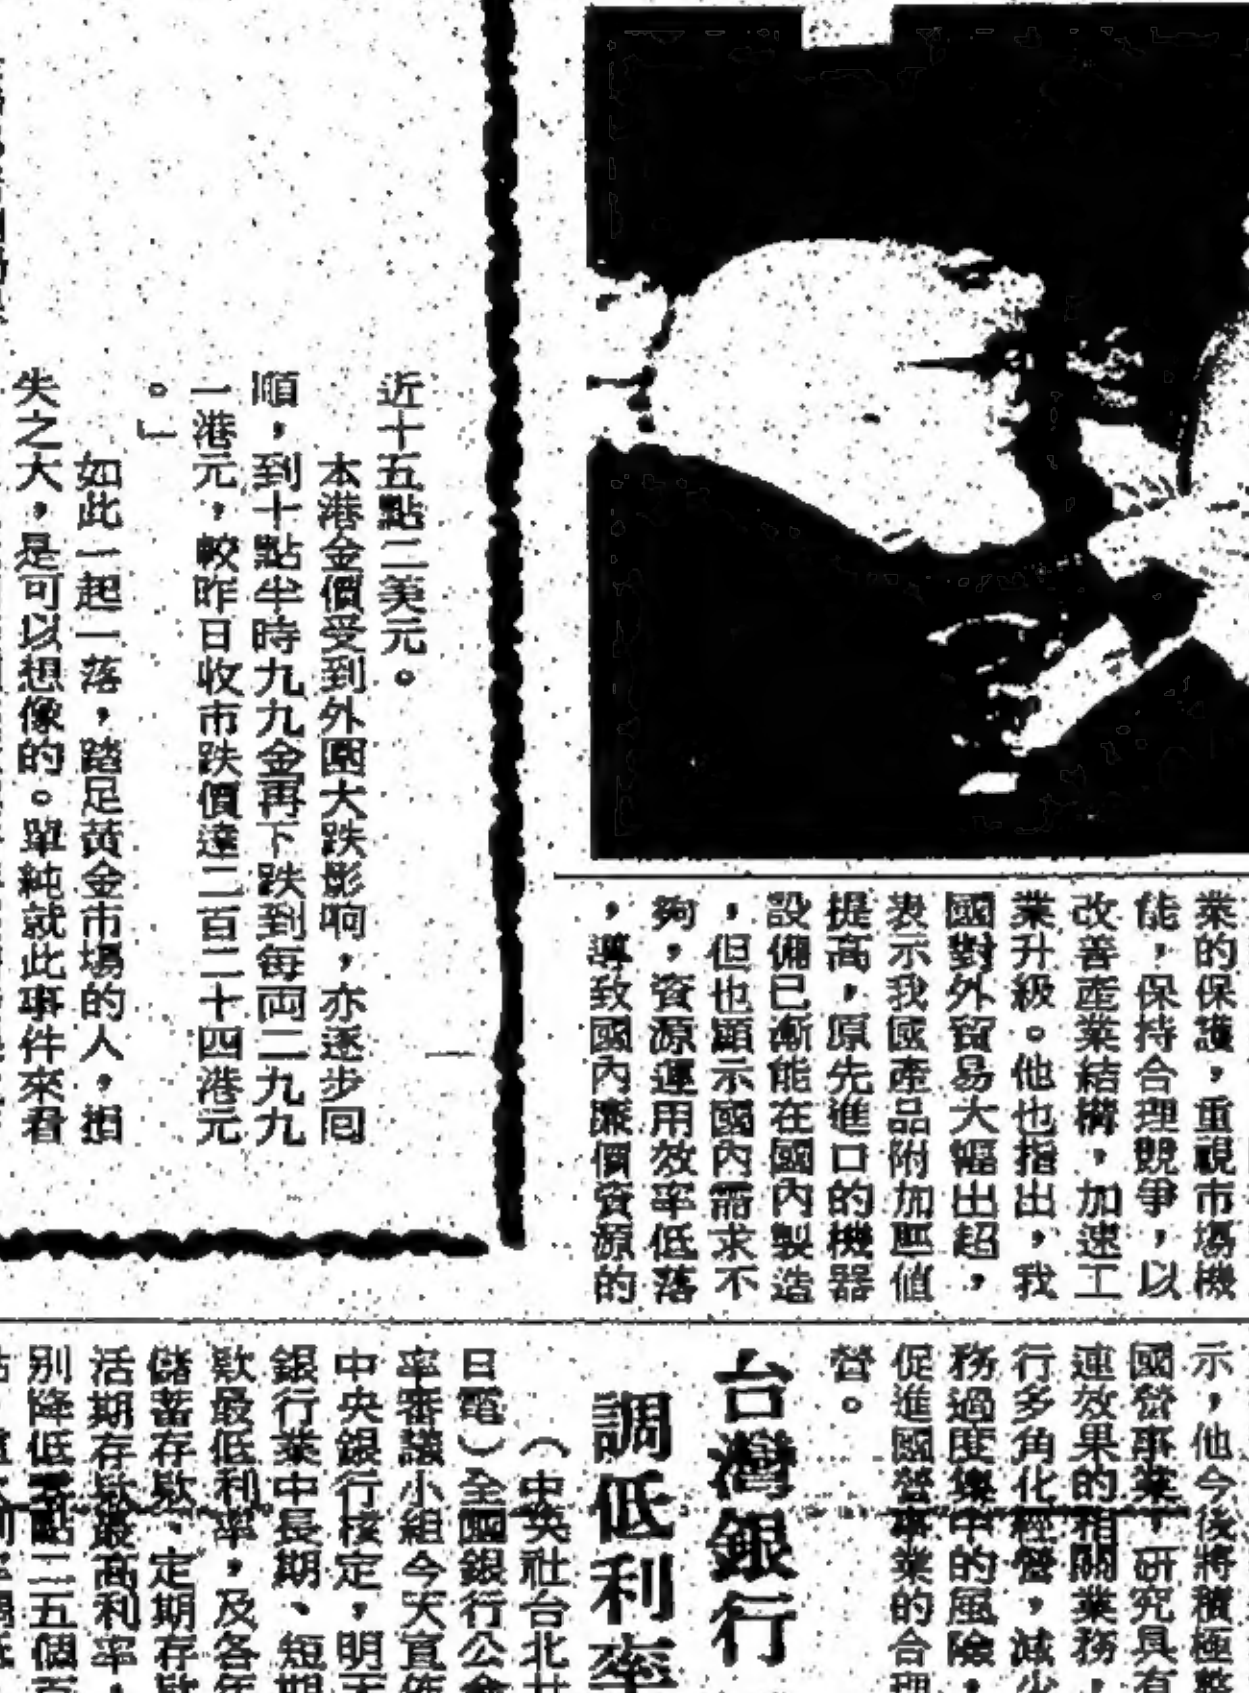 近十五點二美元。
本港金價受到外圍大跌影响，亦逐步回
順，到十點半時九九金再下跌到每両二九九
一港元，較昨日收市跌價達二百二十四港元
。」
如此一起一落，踏足黄金市場的人，損
失之大，是可以想像的。單純就此事件來看
業的保護，重視市場機
能，保持合理競爭，以
改善產業結構，加速工
業升級。他也指出，我
國對外貿易大幅出超，
表示我國產品附加值
提高，原先進口的機器
設備已漸能在國內製造
，但也顯示國內需求不
夠，資源運用效率低落
，導致國內廉價資源的
示，他今後將積極整
國營事業，研究具有
速效果的相關業務，
行多角化經營，減少
務過度集中的風險，
促進國營事業的合理
營。
台灣銀行
調低利率
（中央社台北廿
日電）全國銀行公會
率審議小組今天宣佈
中央銀行核定，明天
銀行業中長期、短期
款最低利率，及各年
儲蓄存款、定期存款
活期存款最高利率，
別降低零點二五個百